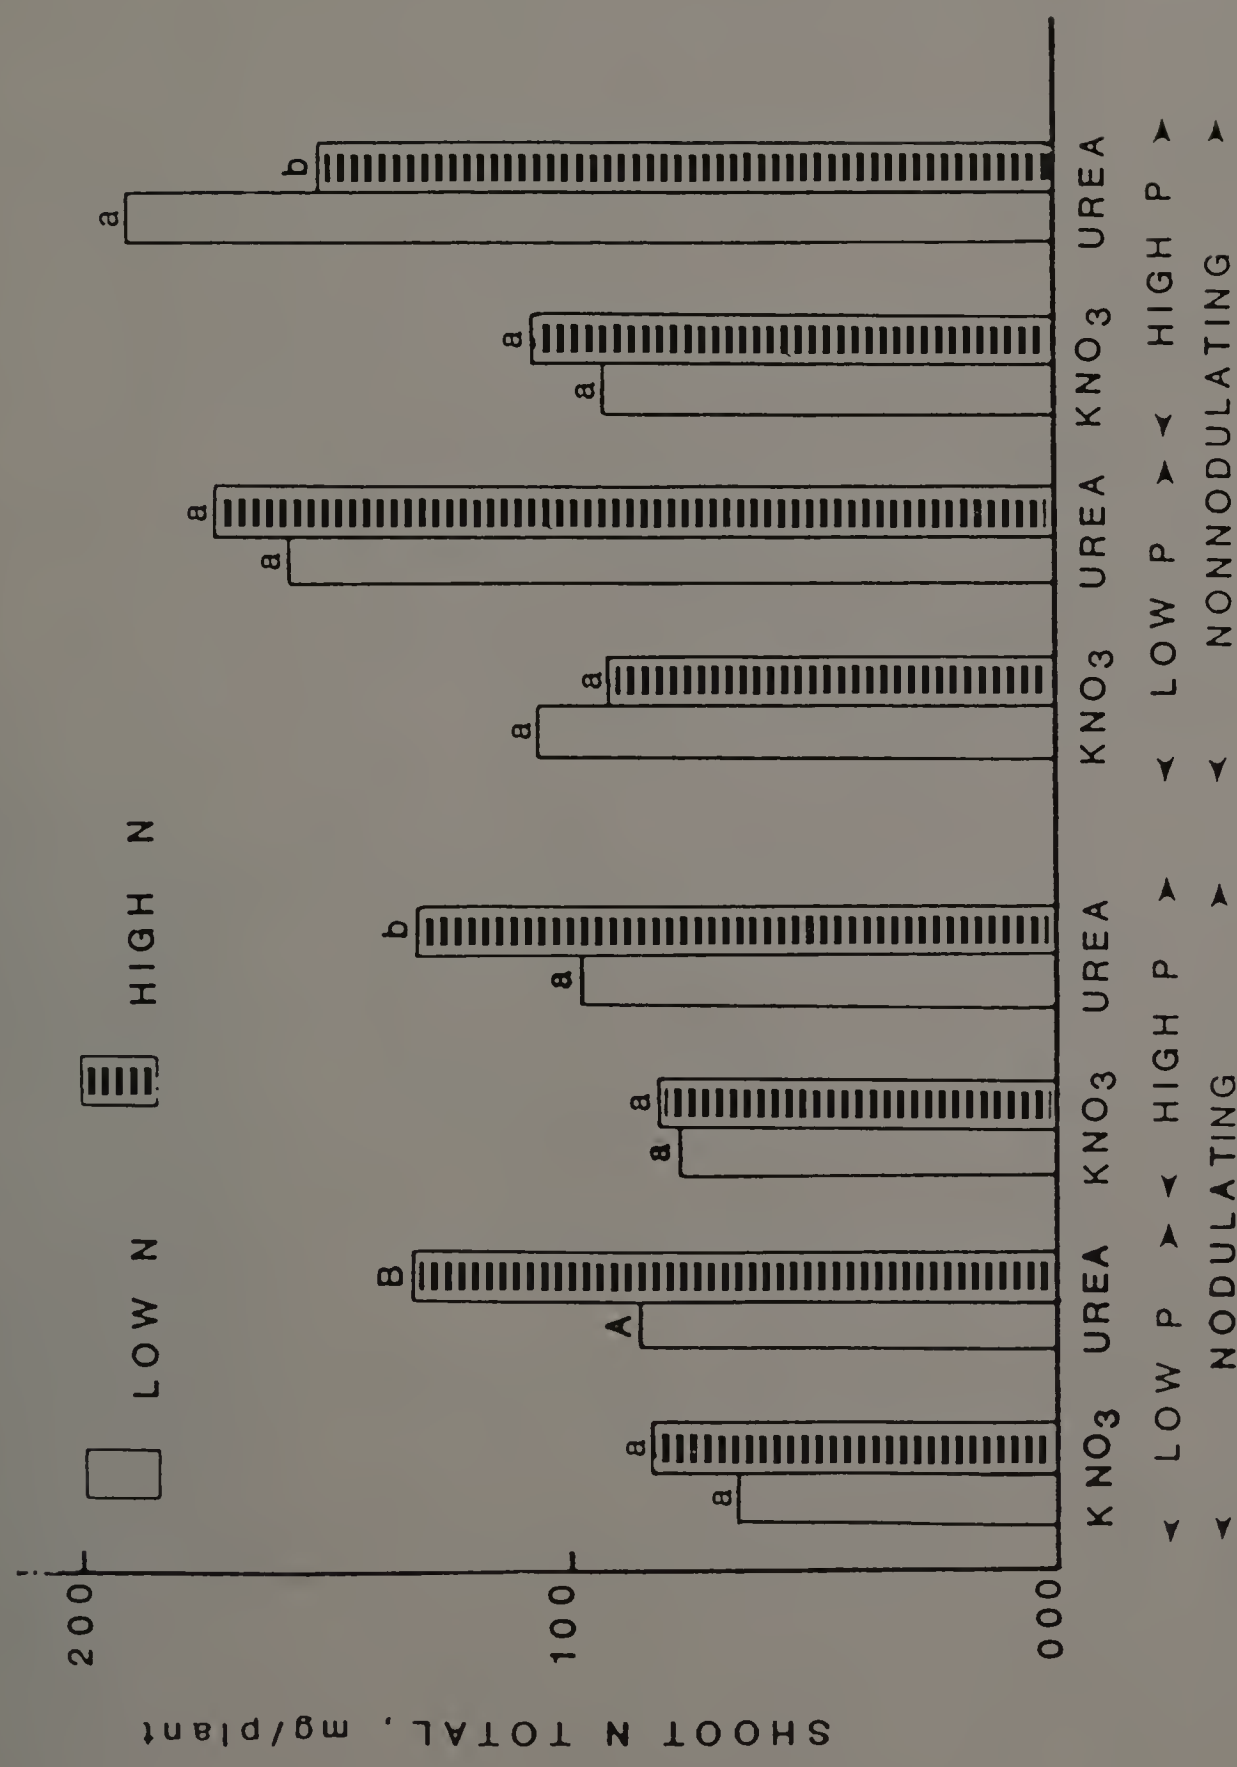 SHOOT N TOTAL, mg/plant
200
100
000
LOW N
HIGH N
a
a
A
B
a
a
a
b
a
a
a
a
a
a
a
b
KNO3 UREA KNO3 UREA KNO3 UREA KNO3 UREA
LOW P HIGH P LOW P HIGH P
NODULATING NONNODULATING